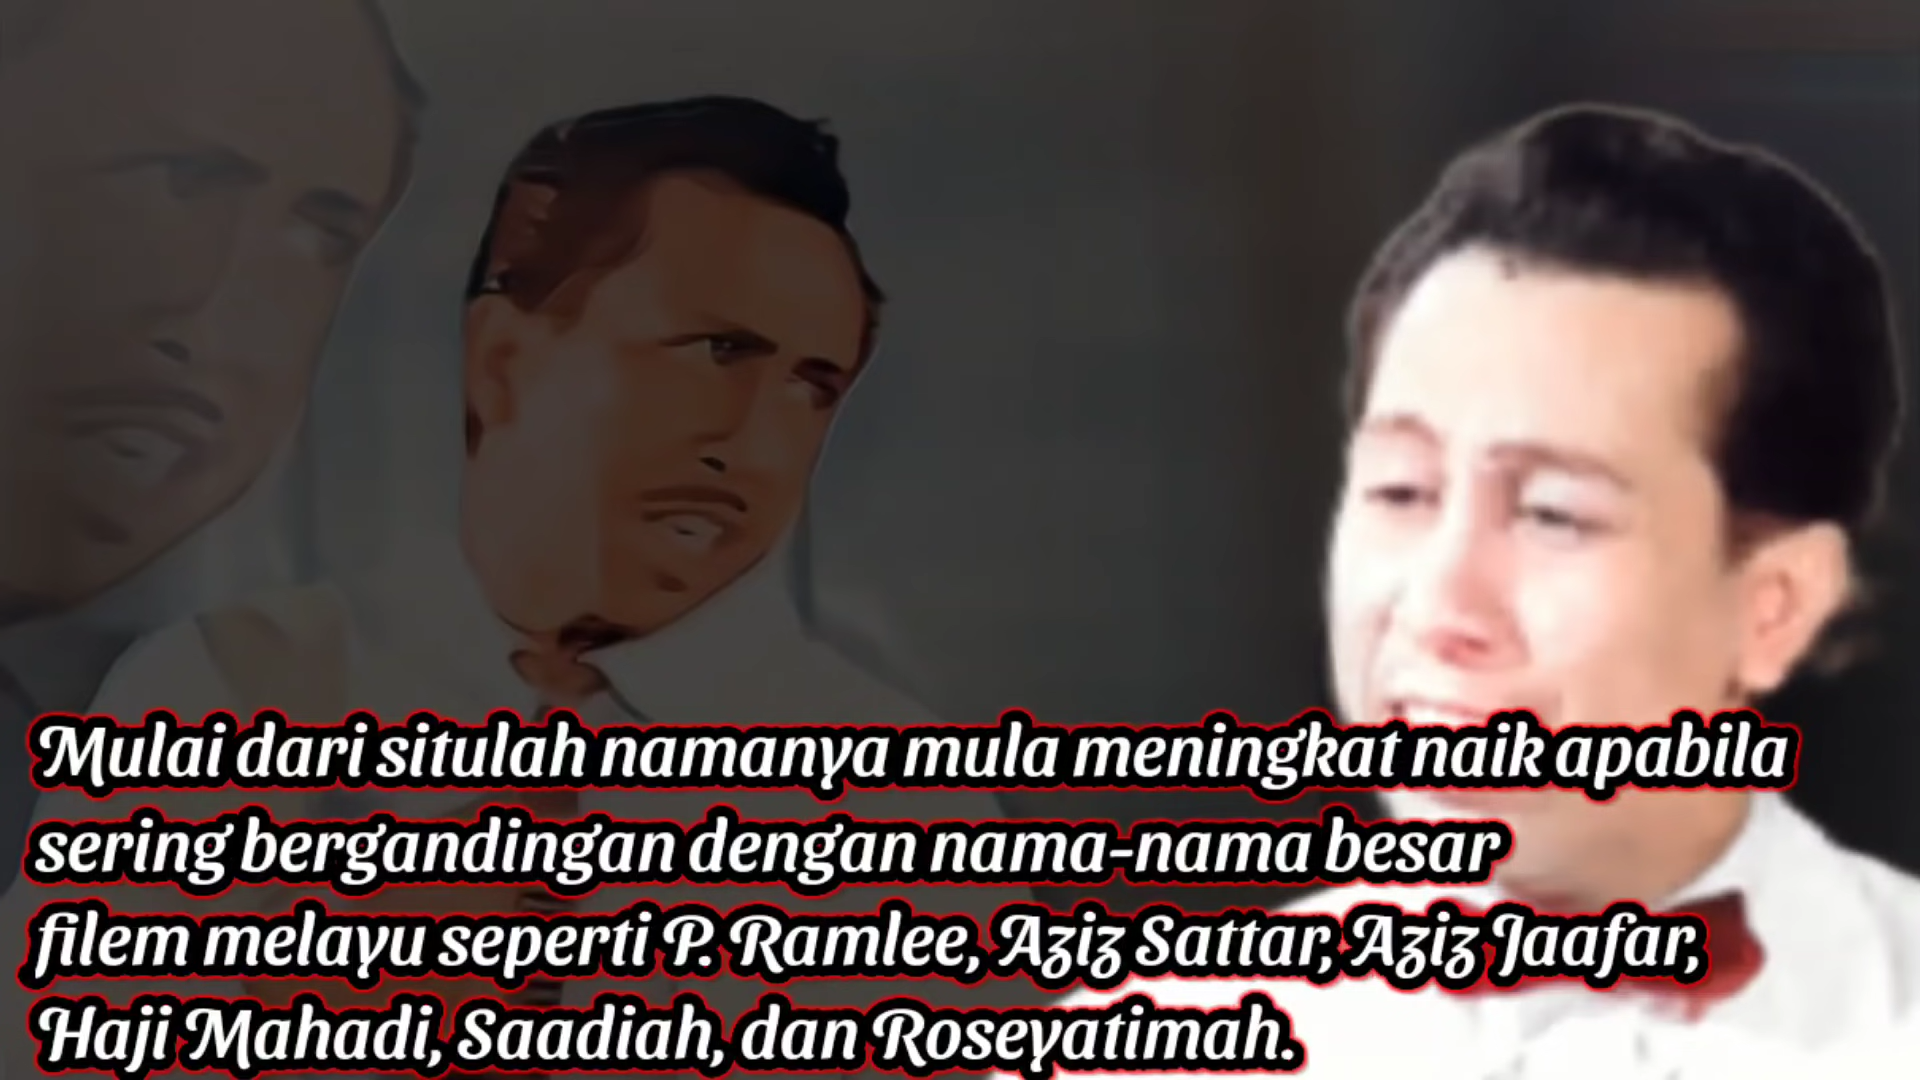 Mulai dari situlah namanya mula meningkat naik apabila
sering bergandingan dengan nama-nama besar
filem melayu seperti P. Ramlee, Aziz Sattar, Aziz Jaafar,
Haji Mahadi, Saadiah, dan Roseyatimah.